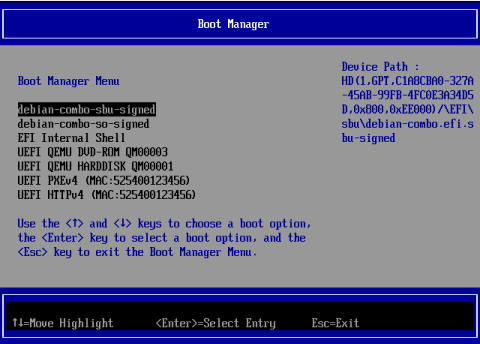 Boot Manager
Device Path :
Boot Manager Menu
HD(1,GPT,C1A8CBA0-327A
-45AB-99FB-4FC0E3A34D5
D,0x800,0xEE000)/\EFI\
debian-combo-sbu-signed
sbu\debian-combo.efi.s
debian-combo-so-signed
bu-signed
EFI Internal Shell
UEFI QEMU DVD-ROM QM00003
UEFI QEMU HARDDISK QM00001
UEFI PXEv4 (MAC:525400123456)
UEFI HTTPv4 (MAC:525400123456)
Use the <↑> and <↓> keys to choose a boot option,
the <Enter> key to select a boot option, and the
<Esc> key to exit the Boot Manager Menu.
↑↓=Move Highlight
<Enter>=Select Entry
Esc=Exit